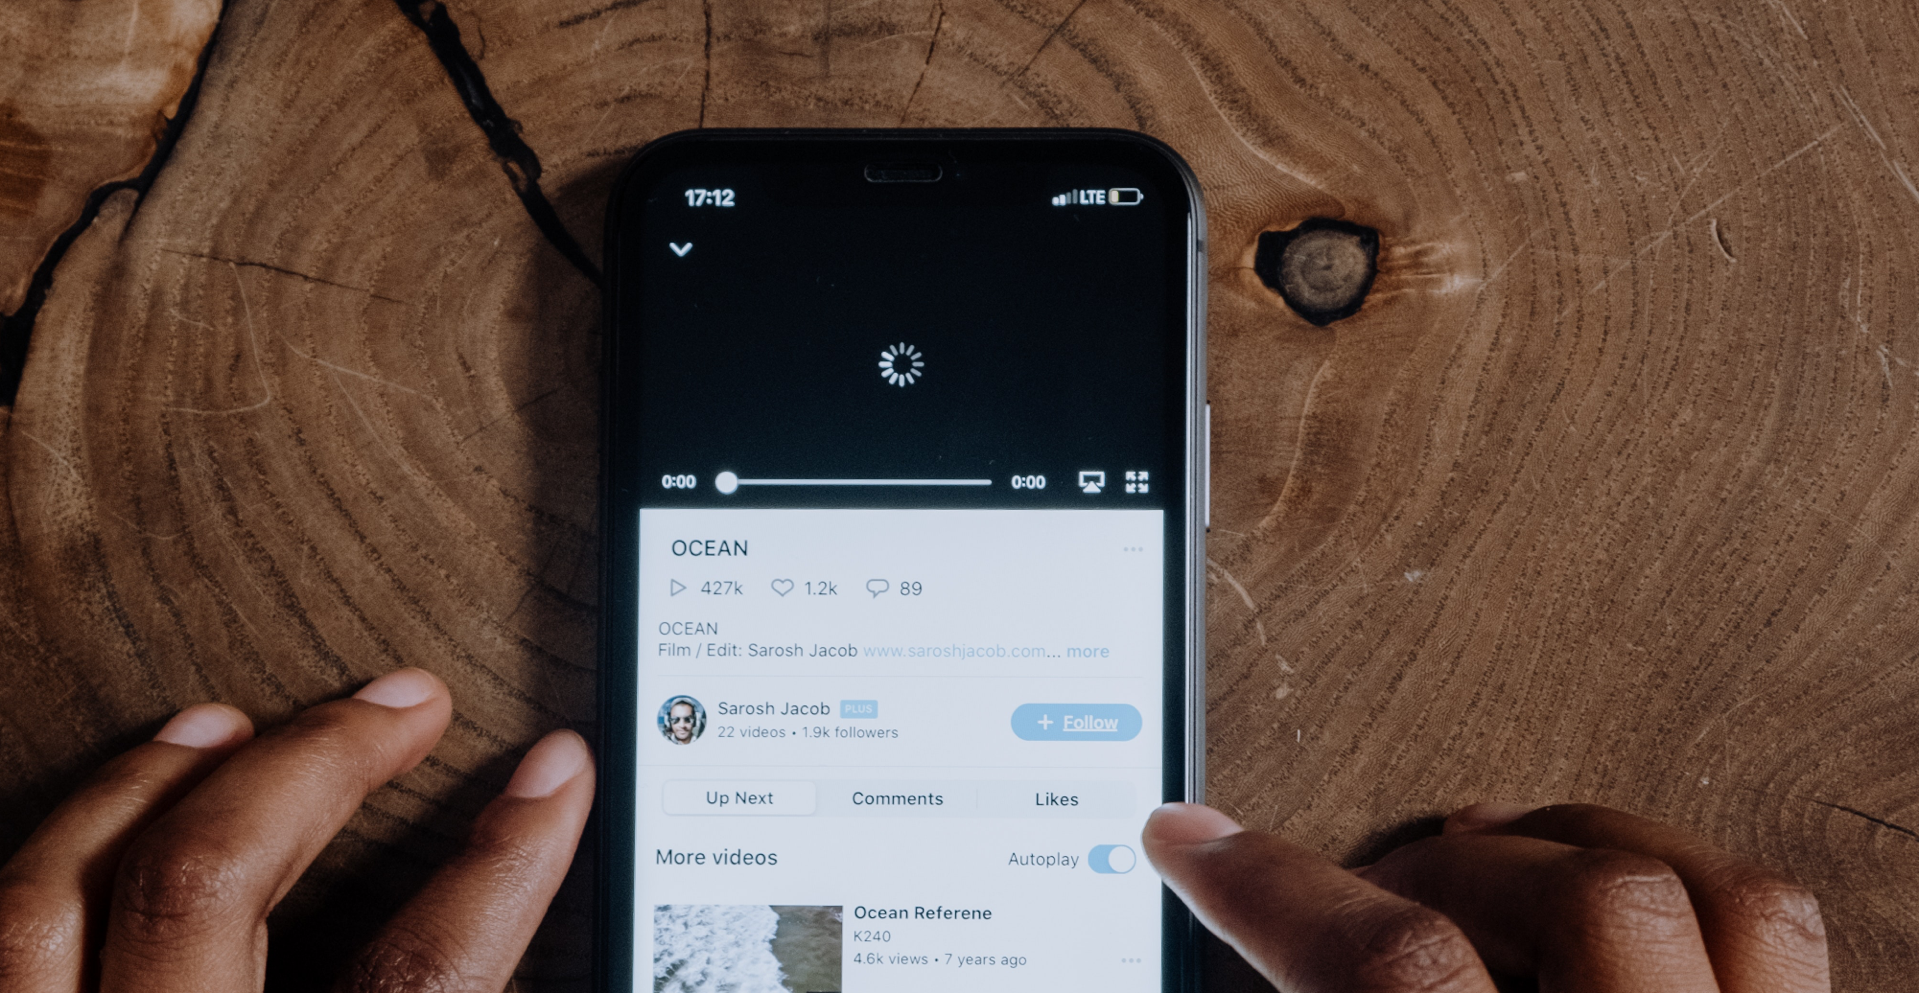 17:12 LTE
0:00 0:00
OCEAN
427k 1.2k 89
OCEAN
Film / Edit: Sarosh Jacob www.saroshjacob.com... more
Sarosh Jacob PLUS
22 videos • 1.9k followers
+ Follow
Up Next Comments Likes
More videos Autoplay
Ocean Referene
K240
4.6k views • 7 years ago